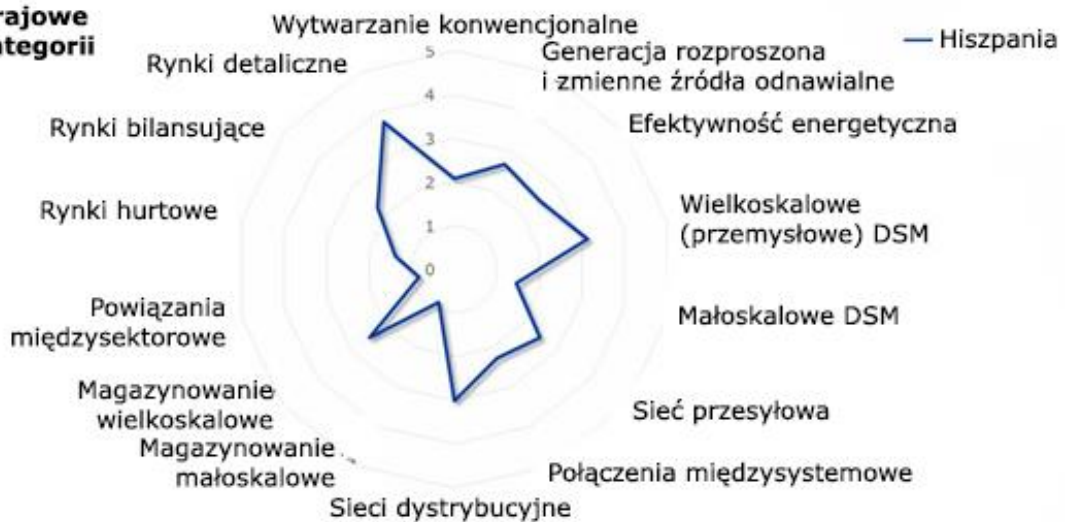 rajowe
tegorii
Wytwarzanie konwencjonalne
Generacja rozproszona
i zmienne źródła odnawialne
Hiszpania
Rynki detaliczne
Efektywność energetyczna
Rynki bilansujące
Wielkoskalowe
(przemysłowe) DSM
Rynki hurtowe
Małoskalowe DSM
Powiązania
międzysektorowe
Sieć przesyłowa
Magazynowanie
wielkoskalowe
Magazynowanie
małoskalowe
Połączenia międzysystemowe
Sieci dystrybucyjne
5
4
3
2
1
0